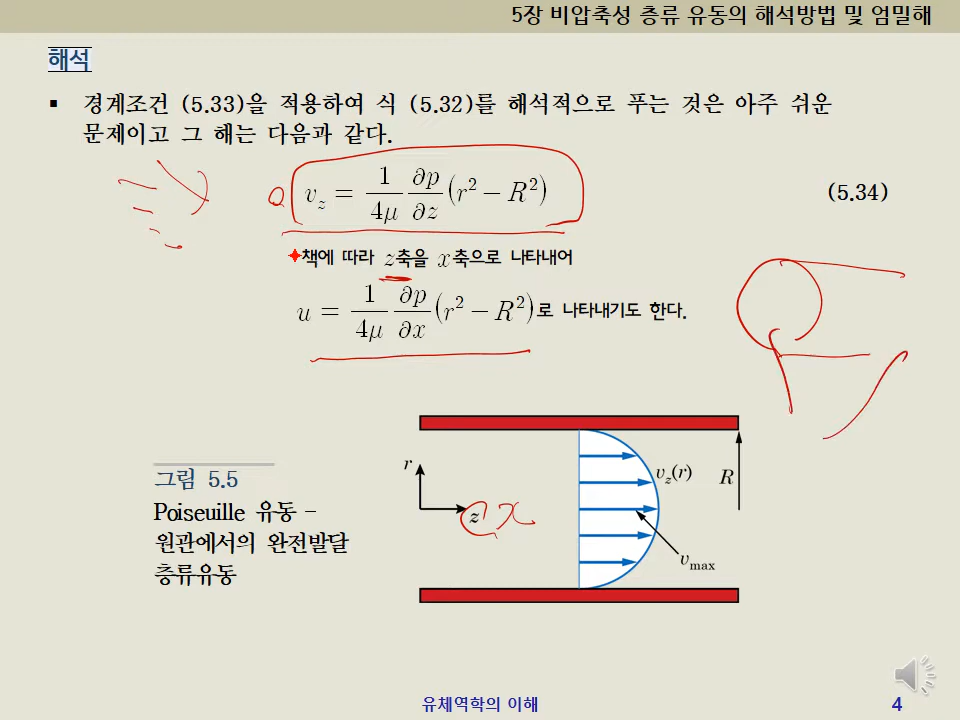 5장 비압축성 층류 유동의 해석방법 및 엄밀해
해석
▪ 경계조건 (5.33)을 적용하여 식 (5.32)를 해석적으로 푸는 것은 아주 쉬운
문제이고 그 해는 다음과 같다.
v_z = 1/4μ ∂p/∂z (r² − R²) (5.34)
책에 따라 z축을 x축으로 나타내어
u = 1/4μ ∂p/∂x (r² − R²)로 나타내기도 한다.
r
z x
v_z(r)
R
v_max
그림 5.5
Poiseuille 유동 –
원관에서의 완전발달
층류유동
유체역학의 이해
4